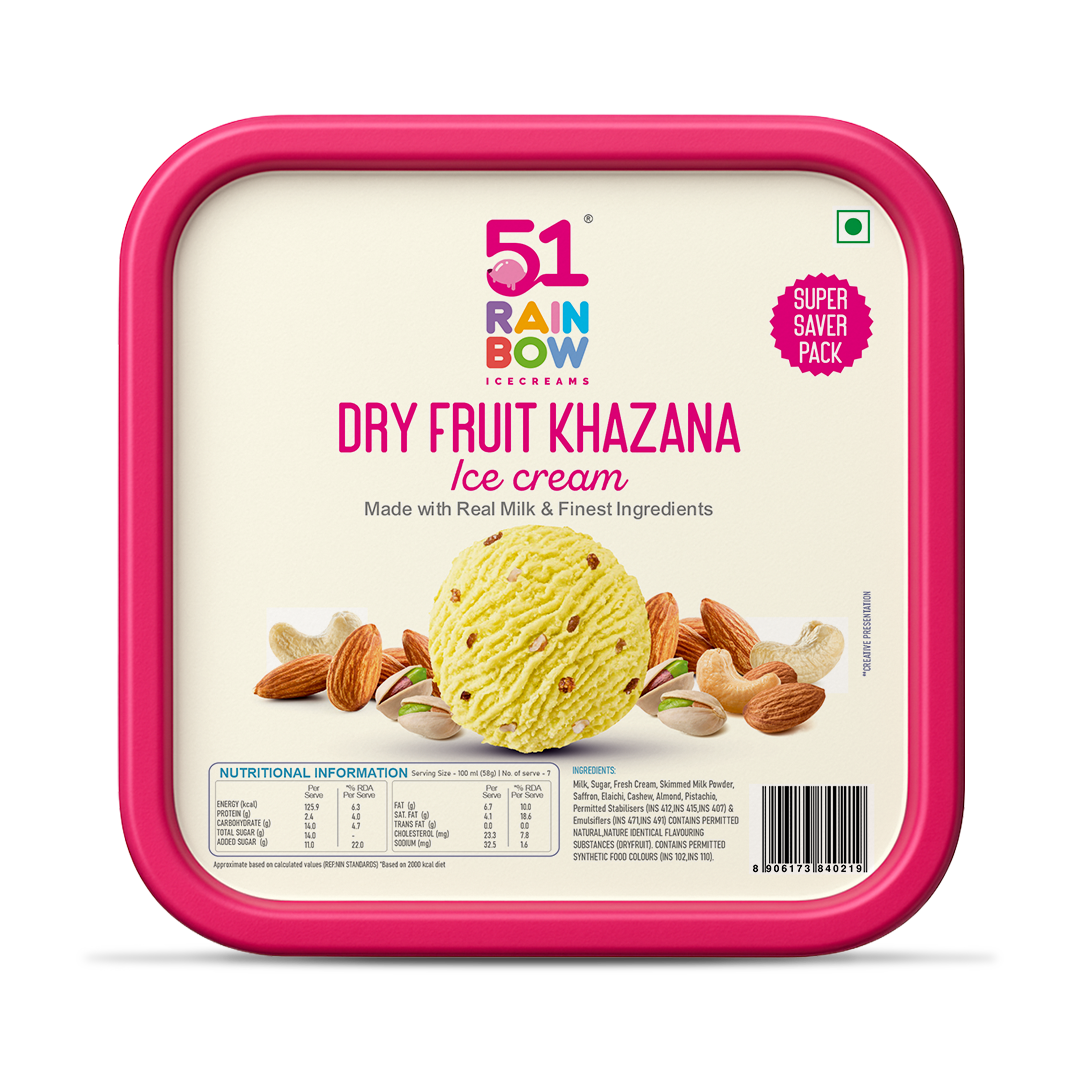 51®
RAIN
BOW
ICECREAMS
SUPER
SAVER
PACK
DRY FRUIT KHAZANA
Ice cream
Made with Real Milk & Finest Ingredients
**CREATIVE PRESENTATION
NUTRITIONAL INFORMATION Serving Size - 100 ml (58g) | No. of serve - 7
Per Serve *% RDA Per Serve
ENERGY (kcal) 125.9 6.3
PROTEIN (g) 2.4 4.0
CARBOHYDRATE (g) 14.0 4.7
TOTAL SUGAR (g) 14.0 -
ADDED SUGAR (g) 11.0 22.0
Per Serve *% RDA Per Serve
FAT (g) 6.7 10.0
SAT. FAT (g) 4.1 18.6
TRANS FAT (g) 0.0 0.0
CHOLESTEROL (mg) 23.3 7.8
SODIUM (mg) 32.5 1.6
Approximate based on calculated values (REF:NIN STANDARDS) *Based on 2000 kcal diet
INGREDIENTS:
Milk, Sugar, Fresh Cream, Skimmed Milk Powder,
Saffron, Elaichi, Cashew, Almond, Pistachio,
Permitted Stabilisers (INS 412,INS 415,INS 407) &
Emulsiflers (INS 471,INS 491) CONTAINS PERMITTED
NATURAL,NATURE IDENTICAL FLAVOURING
SUBSTANCES (DRYFRUIT). CONTAINS PERMITTED
SYNTHETIC FOOD COLOURS (INS 102,INS 110).
8 906173 840219